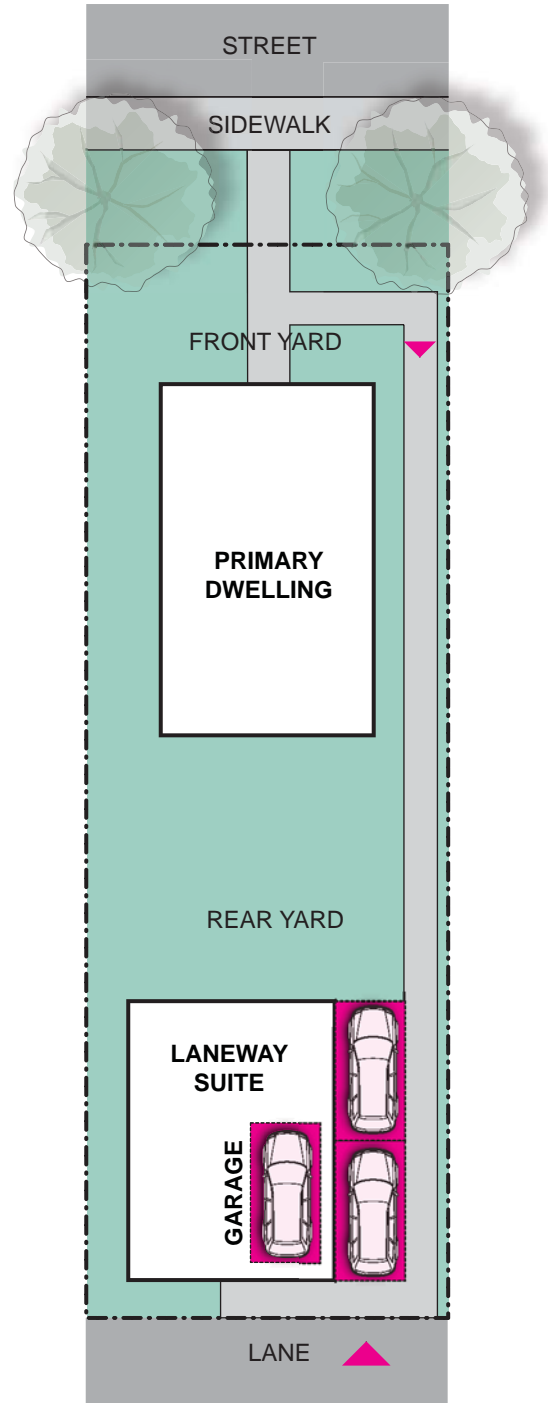 STREET
SIDEWALK
FRONT YARD
PRIMARY
DWELLING
REAR YARD
LANEWAY
SUITE
GARAGE
LANE